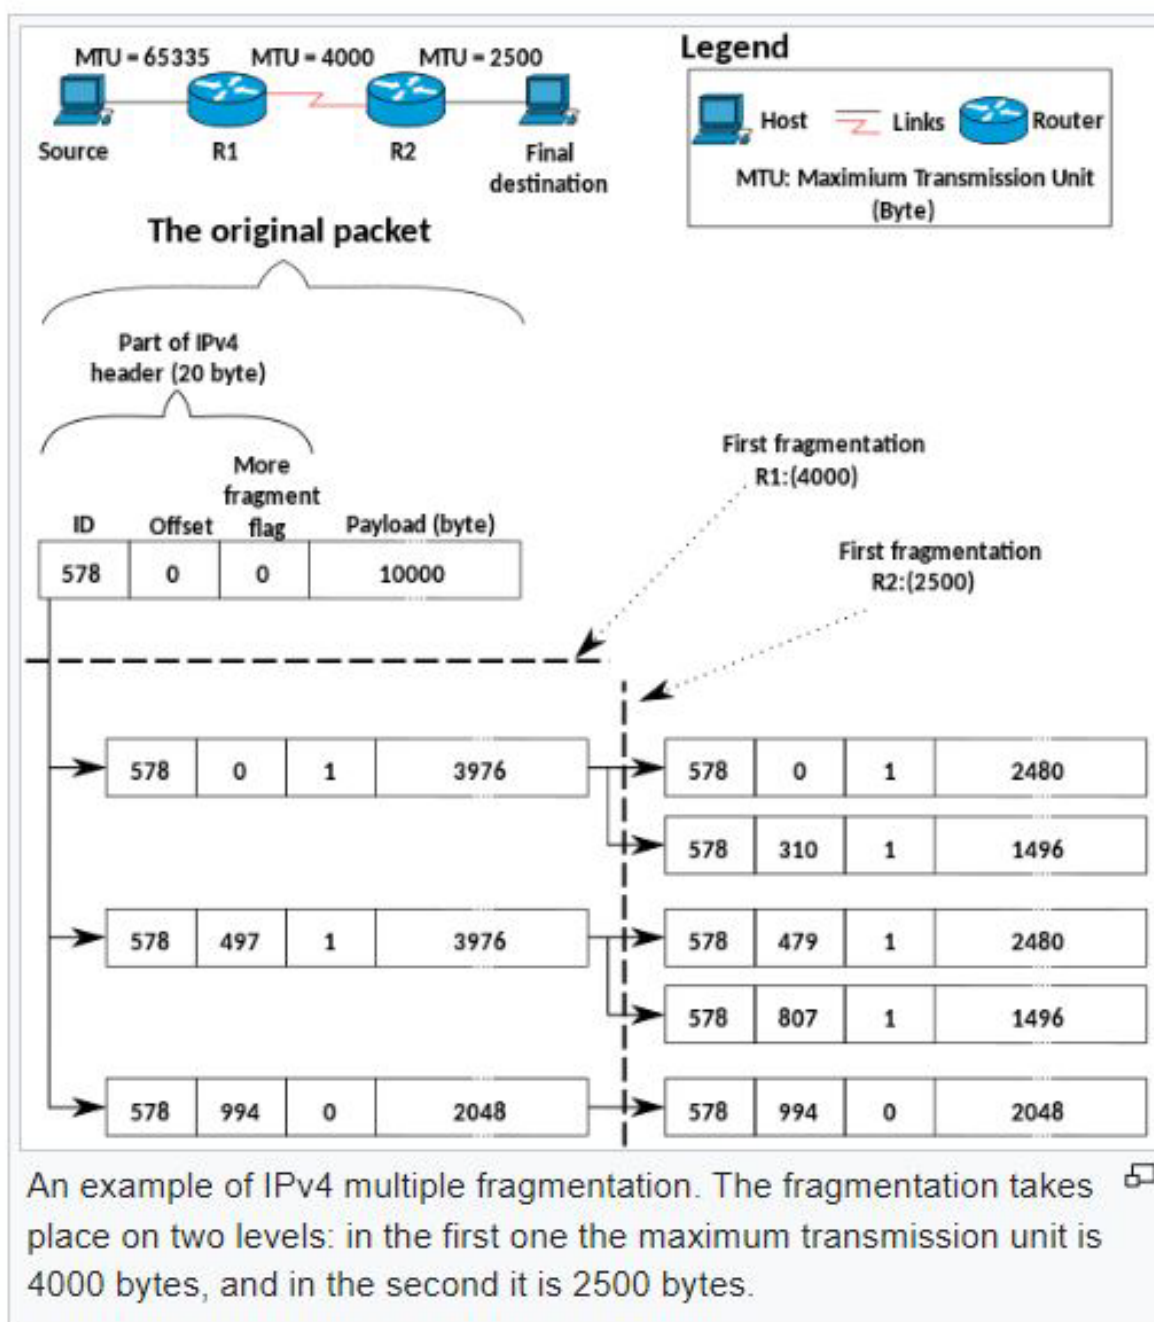 MTU = 65335 MTU = 4000 MTU = 2500
Source R1 R2 Final
destination
Legend
Host Links Router
MTU: Maximium Transmission Unit
(Byte)
The original packet
Part of IPv4
header (20 byte)
More
fragment
flag
ID Offset Payload (byte)
578 0 0 10000
First fragmentation
R1:(4000)
First fragmentation
R2:(2500)
578 0 1 3976
578 0 1 2480
578 310 1 1496
578 497 1 3976
578 479 1 2480
578 807 1 1496
578 994 0 2048
578 994 0 2048
An example of IPv4 multiple fragmentation. The fragmentation takes
place on two levels: in the first one the maximum transmission unit is
4000 bytes, and in the second it is 2500 bytes.